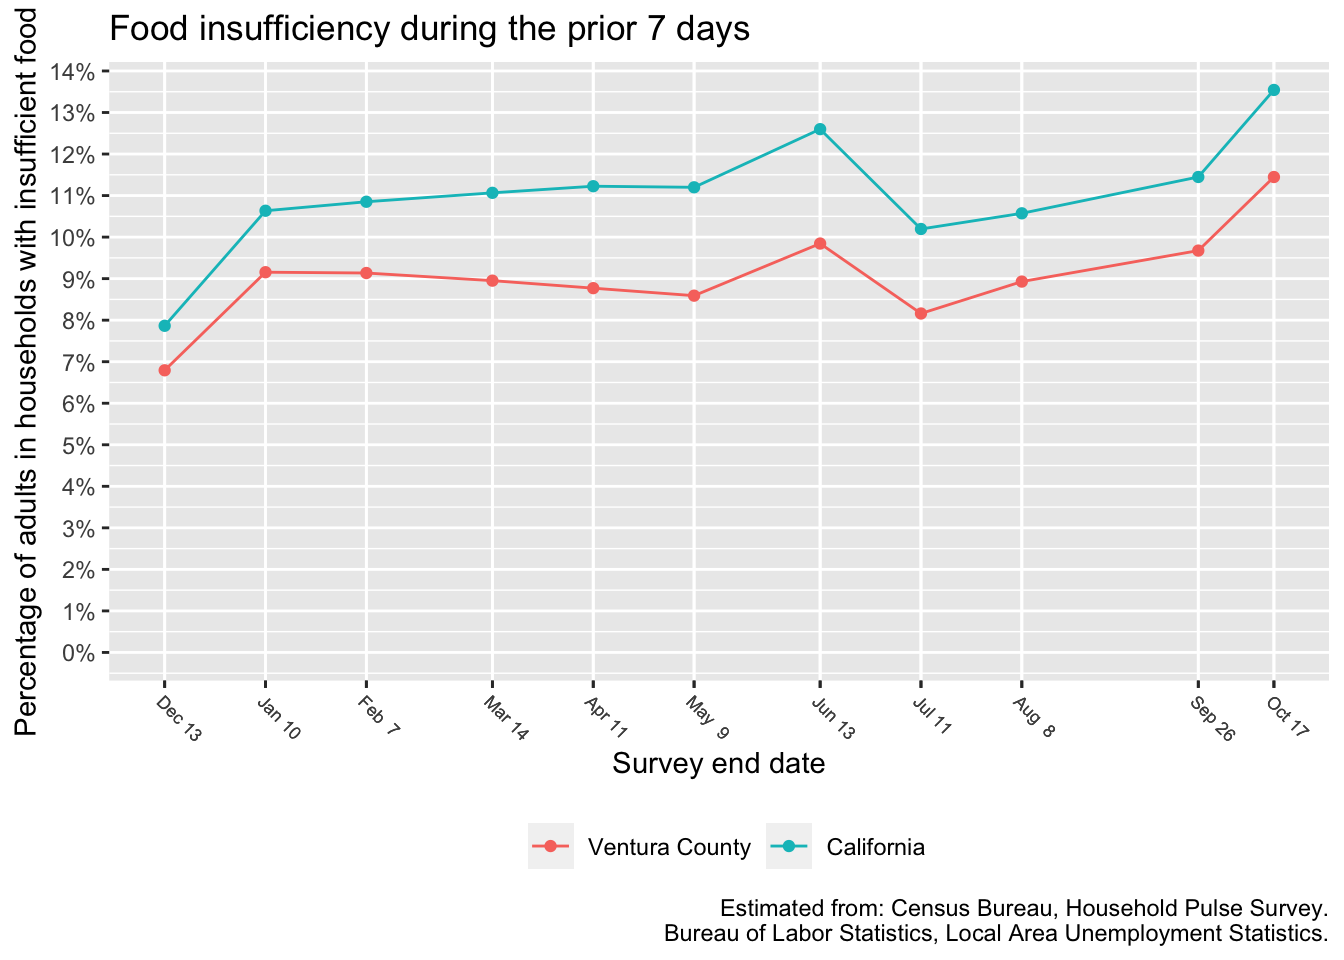 Food insufficiency during the prior 7 days
Percentage of adults in households with insufficient food
14%
13%
12%
11%
10%
9%
8%
7%
6%
5%
4%
3%
2%
1%
0%
Dec 13
Jan 10
Feb 7
Mar 14
Apr 11
May 9
Jun 13
Jul 11
Aug 8
Sep 26
Oct 17
Survey end date
Ventura County
California
Estimated from: Census Bureau, Household Pulse Survey.
Bureau of Labor Statistics, Local Area Unemployment Statistics.